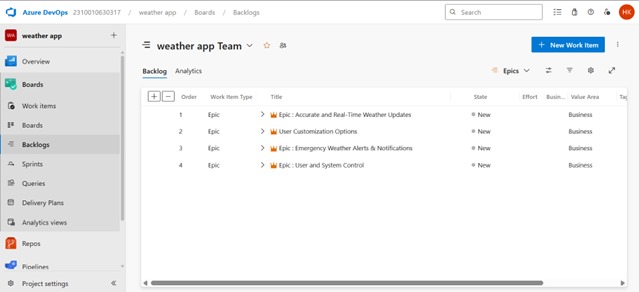 Azure DevOps 2310010630317 / weather app / Boards / Backlogs Search HK
WA weather app +
weather app Team
+ New Work Item
Overview
Boards
Backlog Analytics
Epics
Order Work Item Type Title State Effort Busin... Value Area Tag
Work items
1 Epic Epic : Accurate and Real-Time Weather Updates New Business
Boards
2 Epic User Customization Options New Business
Backlogs
3 Epic Epic : Emergency Weather Alerts & Notifications New Business
Sprints
4 Epic Epic : User and System Control New Business
Queries
Delivery Plans
Analytics views
Repos
Pipelines
Project settings